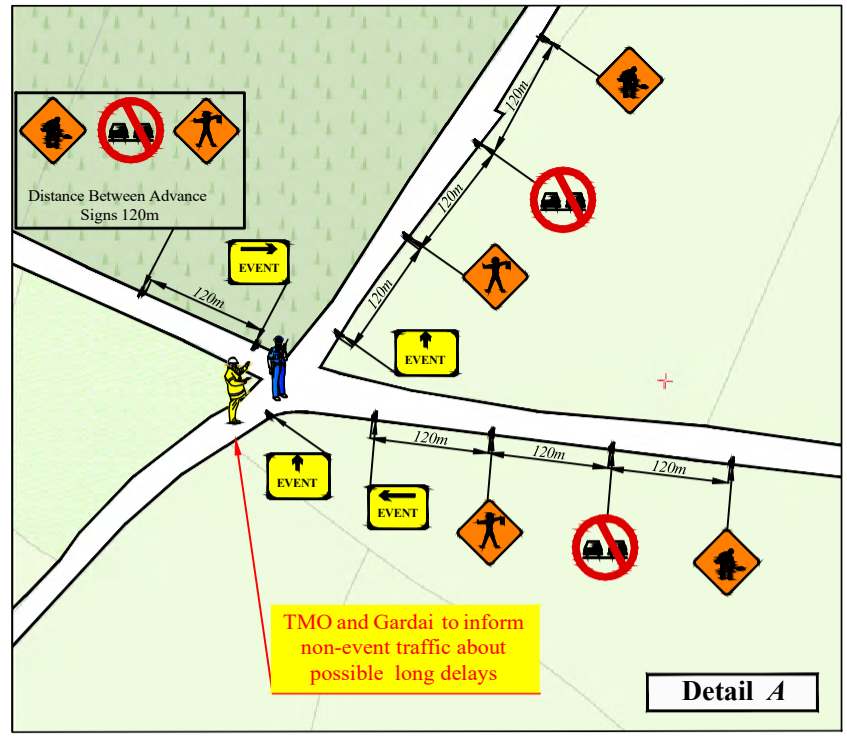 120m
120m
Distance Between Advance
Signs 120m
120m
EVENT
120m
120m
EVENT
120m
120m
120m
EVENT
EVENT
TMO and Gardai to inform
non-event traffic about
possible long delays
Detail A